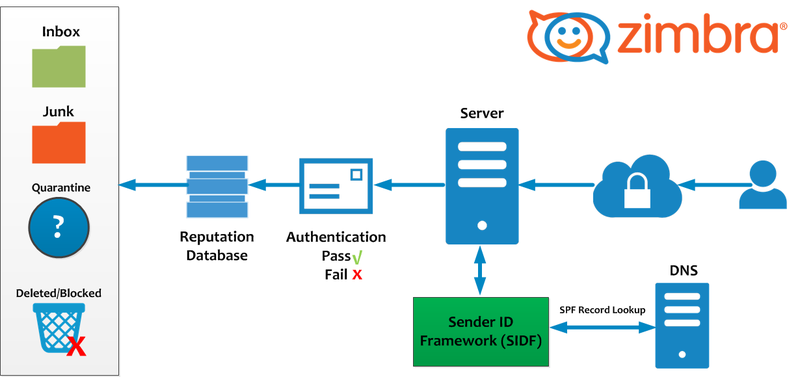 zimbra®
Inbox
Junk
Quarantine
?
Deleted/Blocked
X
Reputation
Database
Authentication
Pass√
Fail X
Server
Sender ID
Framework (SIDF)
SPF Record Lookup
DNS